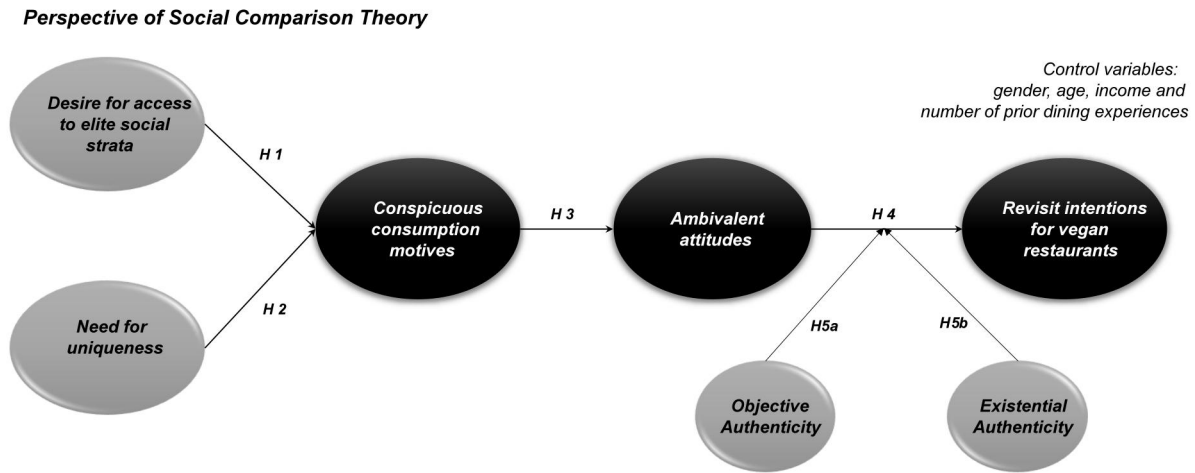 Perspective of Social Comparison Theory
Control variables:
gender, age, income and
number of prior dining experiences
Desire for access
to elite social
strata
H 1
Conspicuous
consumption
motives
H 3
Ambivalent
attitudes
H 4
Revisit intentions
for vegan
restaurants
H 2
Need for
uniqueness
H5a
H5b
Objective
Authenticity
Existential
Authenticity